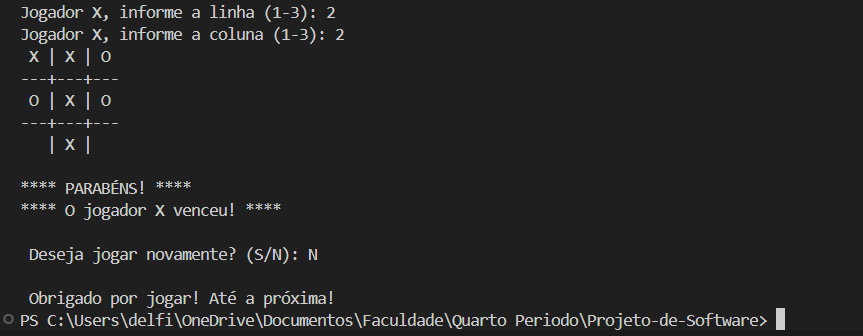 Jogador X, informe a linha (1-3): 2
Jogador X, informe a coluna (1-3): 2
 X | X | O
---+---+---
 O | X | O
---+---+---
   | X |
**** PARABÉNS! ****
**** O jogador X venceu! ****
 Deseja jogar novamente? (S/N): N
 Obrigado por jogar! Até a próxima!
PS C:\Users\delfi\OneDrive\Documentos\Faculdade\Quarto Periodo\Projeto-de-Software>